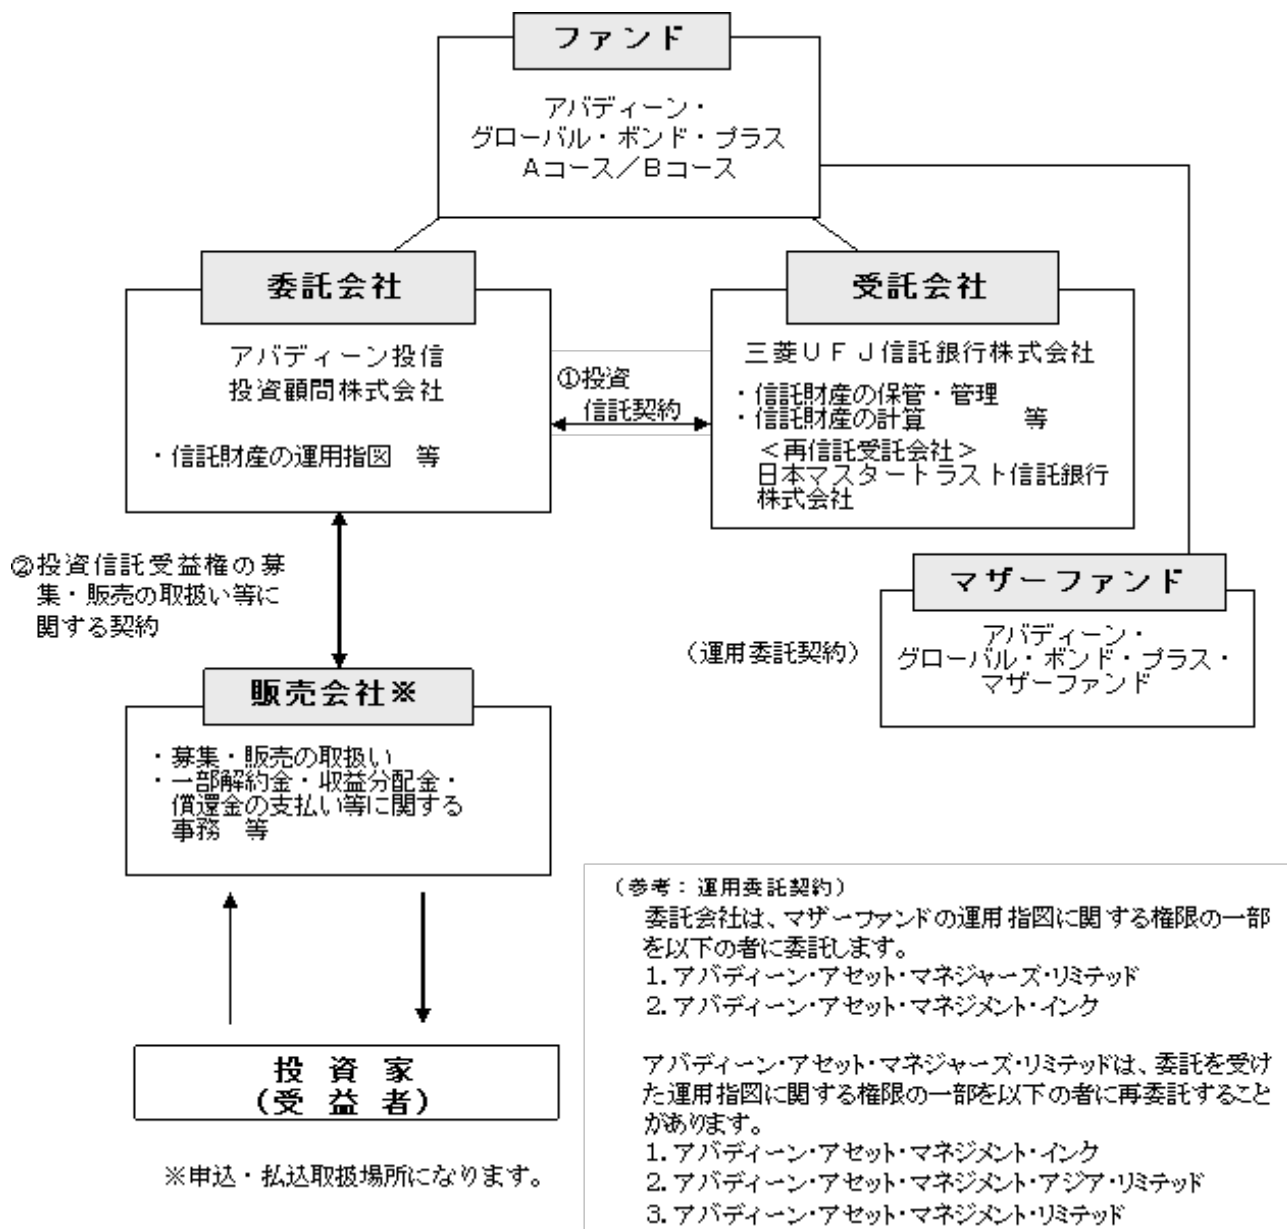 ファンド
アバディーン・
グローバル・ボンド・プラス
Aコース／Bコース
委託会社
アバディーン投信
投資顧問株式会社
・信託財産の運用指図　等
①投資
信託契約
受託会社
三菱UFJ信託銀行株式会社
・信託財産の保管・管理
・信託財産の計算　　　等
＜再信託受託会社＞
日本マスタートラスト信託銀行
株式会社
②投資信託受益権の募
集・販売の取扱い等に
関する契約
マザーファンド
（運用委託契約）
アバディーン・
グローバル・ボンド・プラス・
マザーファンド
販売会社※
・募集・販売の取扱い
・一部解約金・収益分配金・
償還金の支払い等に関する
事務　等
投　資　家
（受　益　者）
※申込・払込取扱場所になります。
（参考：運用委託契約）
委託会社は、マザーファンドの運用指図に関する権限の一部
を以下の者に委託します。
1. アバディーン・アセット・マネジャーズ・リミテッド
2. アバディーン・アセット・マネジメント・インク
アバディーン・アセット・マネジャーズ・リミテッドは、委託を受け
た運用指図に関する権限の一部を以下の者に再委託すること
があります。
1. アバディーン・アセット・マネジメント・インク
2. アバディーン・アセット・マネジメント・アジア・リミテッド
3. アバディーン・アセット・マネジメント・リミテッド